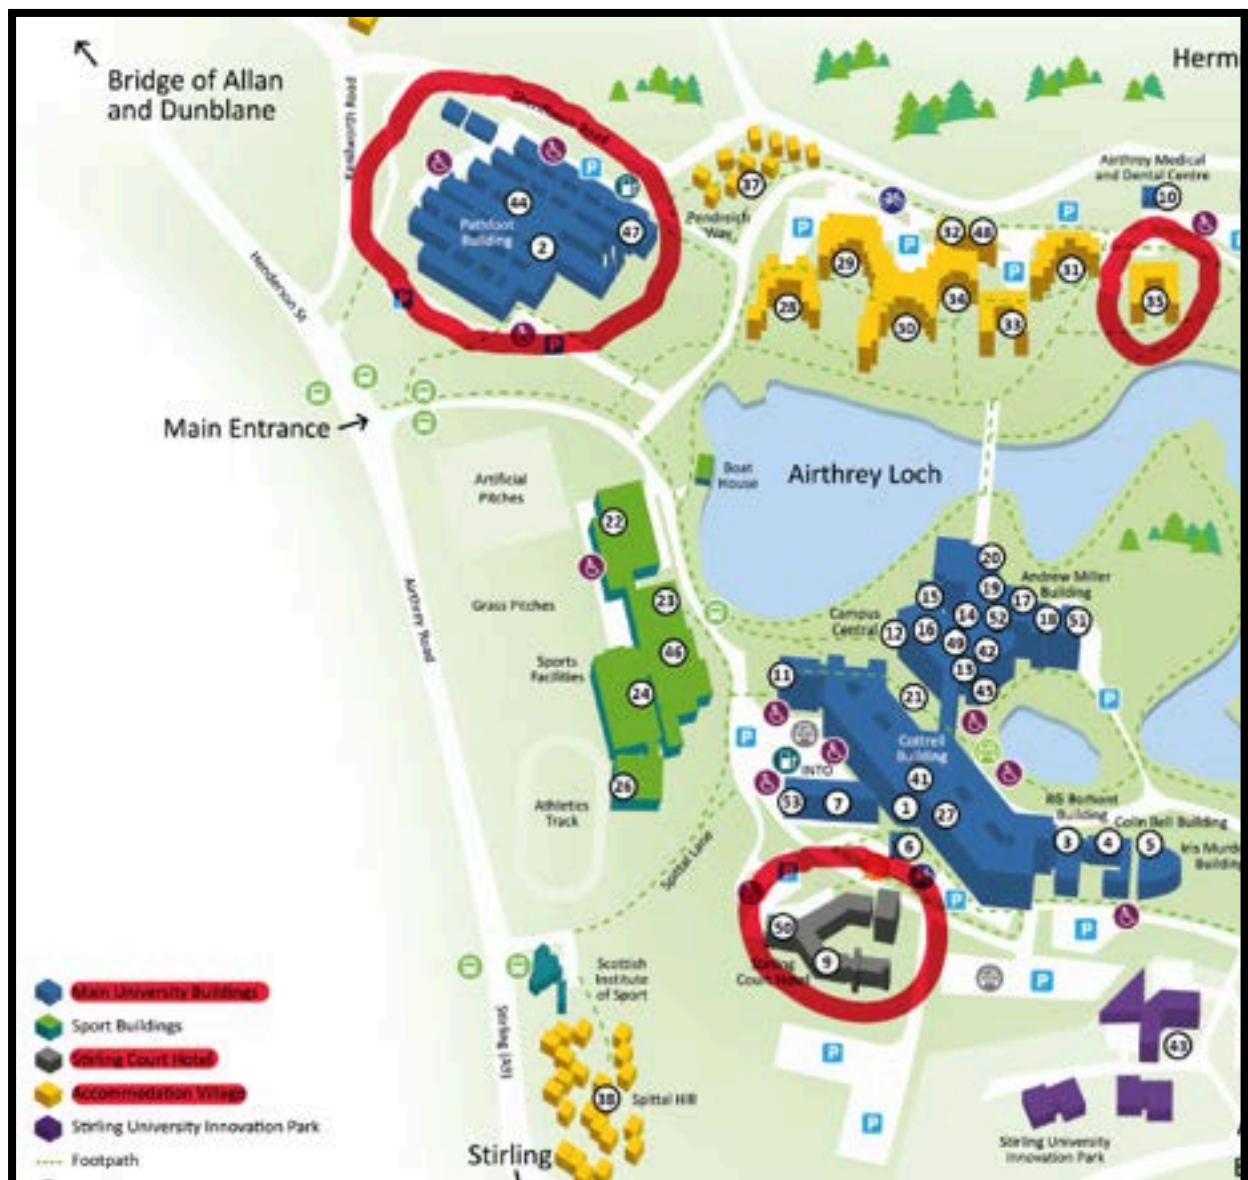 Bridge of Allan
and Dunblane
Herm
Kenilworth Road
Sheriffmuir Road
Airthrey Medical
and Dental Centre
10
37
44
Pathfoot
Building
2
47
Pendreich
Way
P
32
48
29
31
28
34
30
33
35
Henderson St
Main Entrance
Artificial
Pitches
Boat
House
Airthrey Loch
22
20
Andrew Miller
Building
19
17
15
14
52
18
51
Campus
Central
12
16
49
42
13
45
Grass Pitches
23
46
Airthrey Road
Sports
Facilities
24
11
21
Cottrell
Building
INTO
41
26
53
7
1
27
Athletics
Track
RG Bomont
Building
Colin Bell Building
3
4
5
Iris Murdo
Building
6
Spittal Lane
50
9
Stirling
Court Hotel
Scottish
Institute
of Sport
43
38
Spittal Hill
Stirling University
Innovation Park
Stirling
Main University Buildings
Sport Buildings
Stirling Court Hotel
Accommodation Village
Stirling University Innovation Park
Footpath